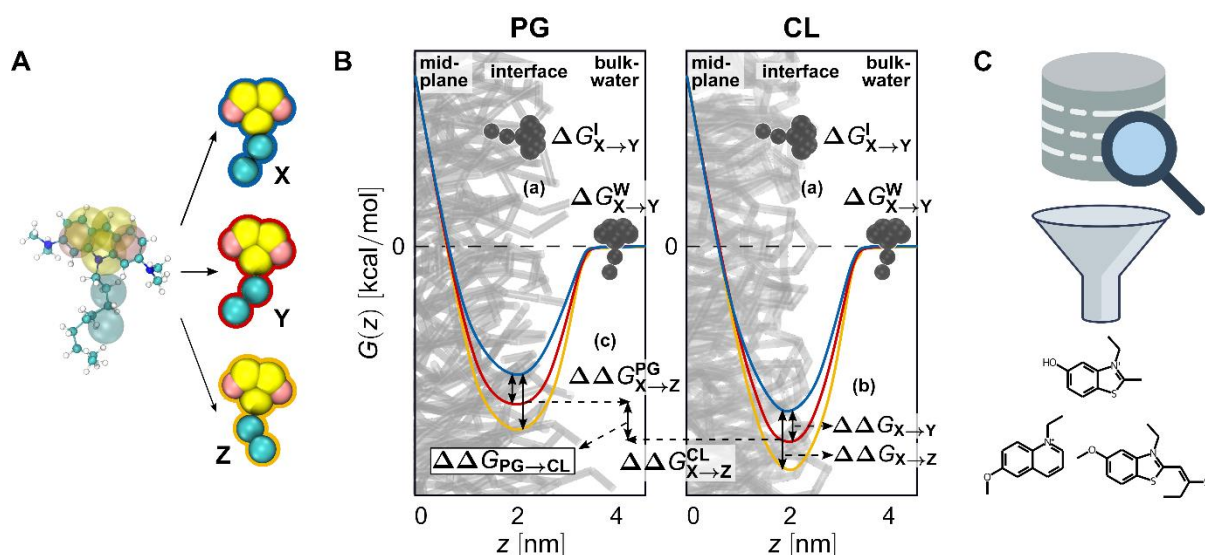 A
X
Y
Z
B
PG
CL
mid-
plane
interface
bulk-
water
mid-
plane
interface
bulk-
water
ΔG^I_X→Y
ΔG^I_X→Y
(a)
(a)
ΔG^W_X→Y
ΔG^W_X→Y
0
0
G(z) [kcal/mol]
(c)
ΔΔG^PG_X→Z
(b)
ΔΔG_X→Y
ΔΔG_PG→CL
ΔΔG^CL_X→Z
ΔΔG_X→Z
0 2 4
0 2 4
z [nm]
z [nm]
C
HO
N+
S
N+
O
O
N
S